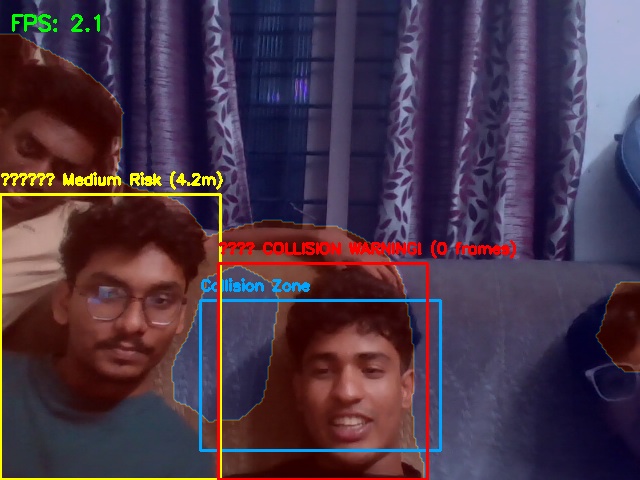 FPS: 2.1
?????? Medium Risk (4.2m)
???? COLLISION WARNING! (0 frames)
Collision Zone